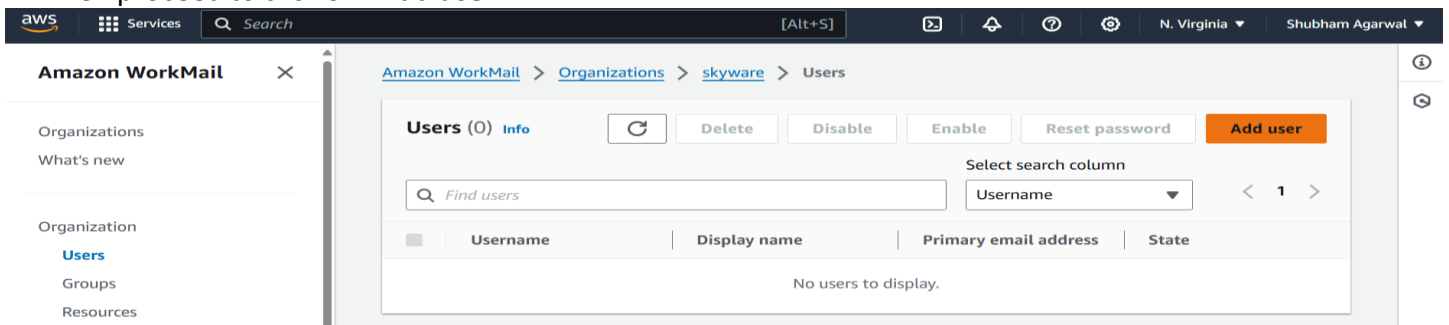 aws Services Search [Alt+S] N. Virginia Shubham Agarwal
Amazon WorkMail
Organizations
What's new
Organization
Users
Groups
Resources
Amazon WorkMail > Organizations > skyware > Users
Users (0) Info Delete Disable Enable Reset password Add user
Select search column
Find users Username < 1 >
Username Display name Primary email address State
No users to display.